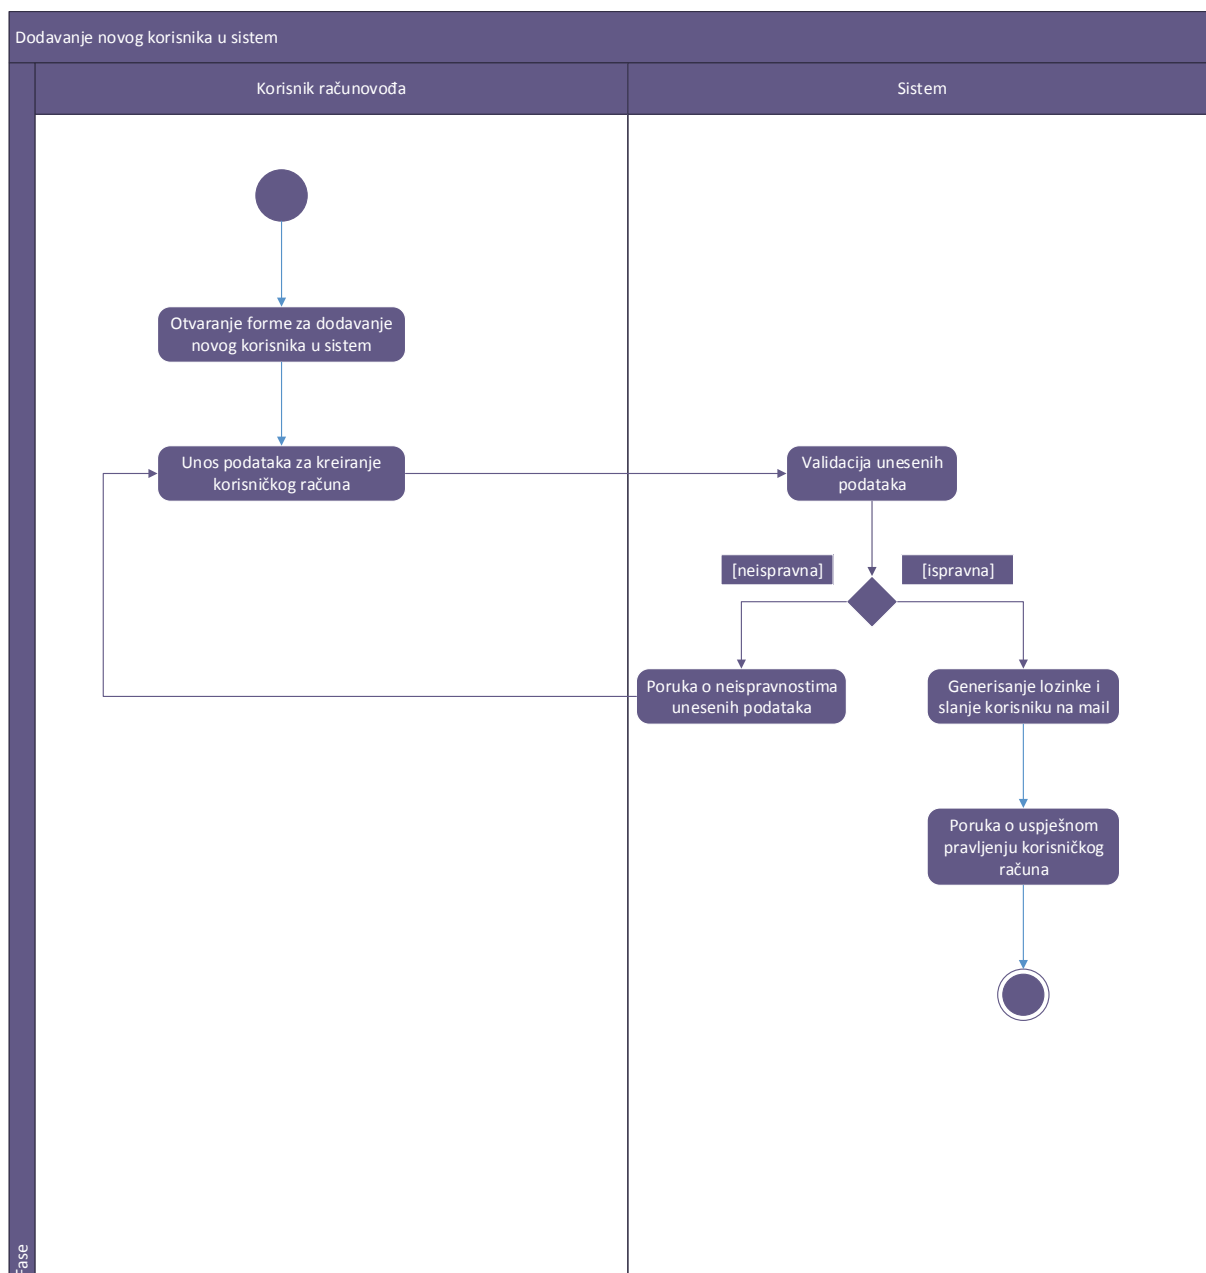 Dodavanje novog korisnika u sistem
Korisnik računovođa
Sistem
Otvaranje forme za dodavanje
novog korisnika u sistem
Unos podataka za kreiranje
korisničkog računa
Validacija unesenih
podataka
[neispravna]
[ispravna]
Poruka o neispravnostima
unesenih podataka
Generisanje lozinke i
slanje korisniku na mail
Poruka o uspješnom
pravljenju korisničkog
računa
Fase